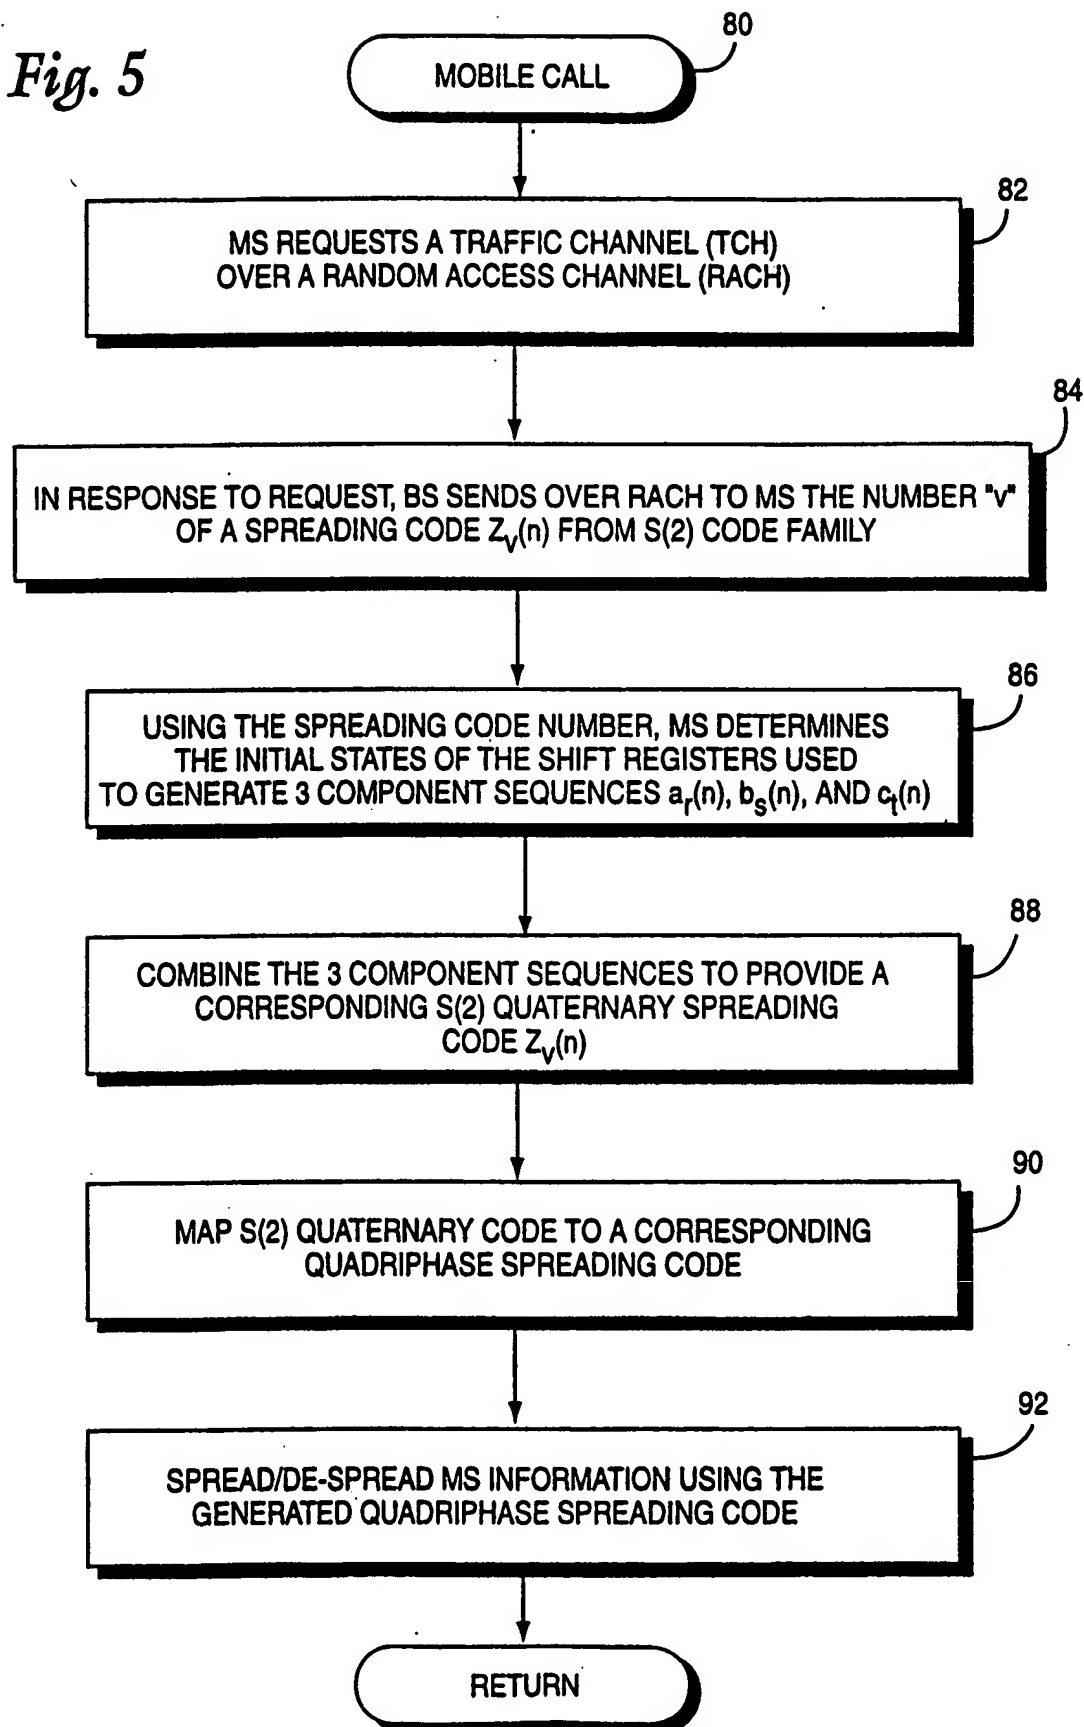 Fig. 5
80
MOBILE CALL
82
MS REQUESTS A TRAFFIC CHANNEL (TCH)
OVER A RANDOM ACCESS CHANNEL (RACH)
84
IN RESPONSE TO REQUEST, BS SENDS OVER RACH TO MS THE NUMBER "v"
OF A SPREADING CODE Zv(n) FROM S(2) CODE FAMILY
86
USING THE SPREADING CODE NUMBER, MS DETERMINES
THE INITIAL STATES OF THE SHIFT REGISTERS USED
TO GENERATE 3 COMPONENT SEQUENCES ar(n), bs(n), AND ct(n)
88
COMBINE THE 3 COMPONENT SEQUENCES TO PROVIDE A
CORRESPONDING S(2) QUATERNARY SPREADING
CODE Zv(n)
90
MAP S(2) QUATERNARY CODE TO A CORRESPONDING
QUADRIPHASE SPREADING CODE
92
SPREAD/DE-SPREAD MS INFORMATION USING THE
GENERATED QUADRIPHASE SPREADING CODE
RETURN